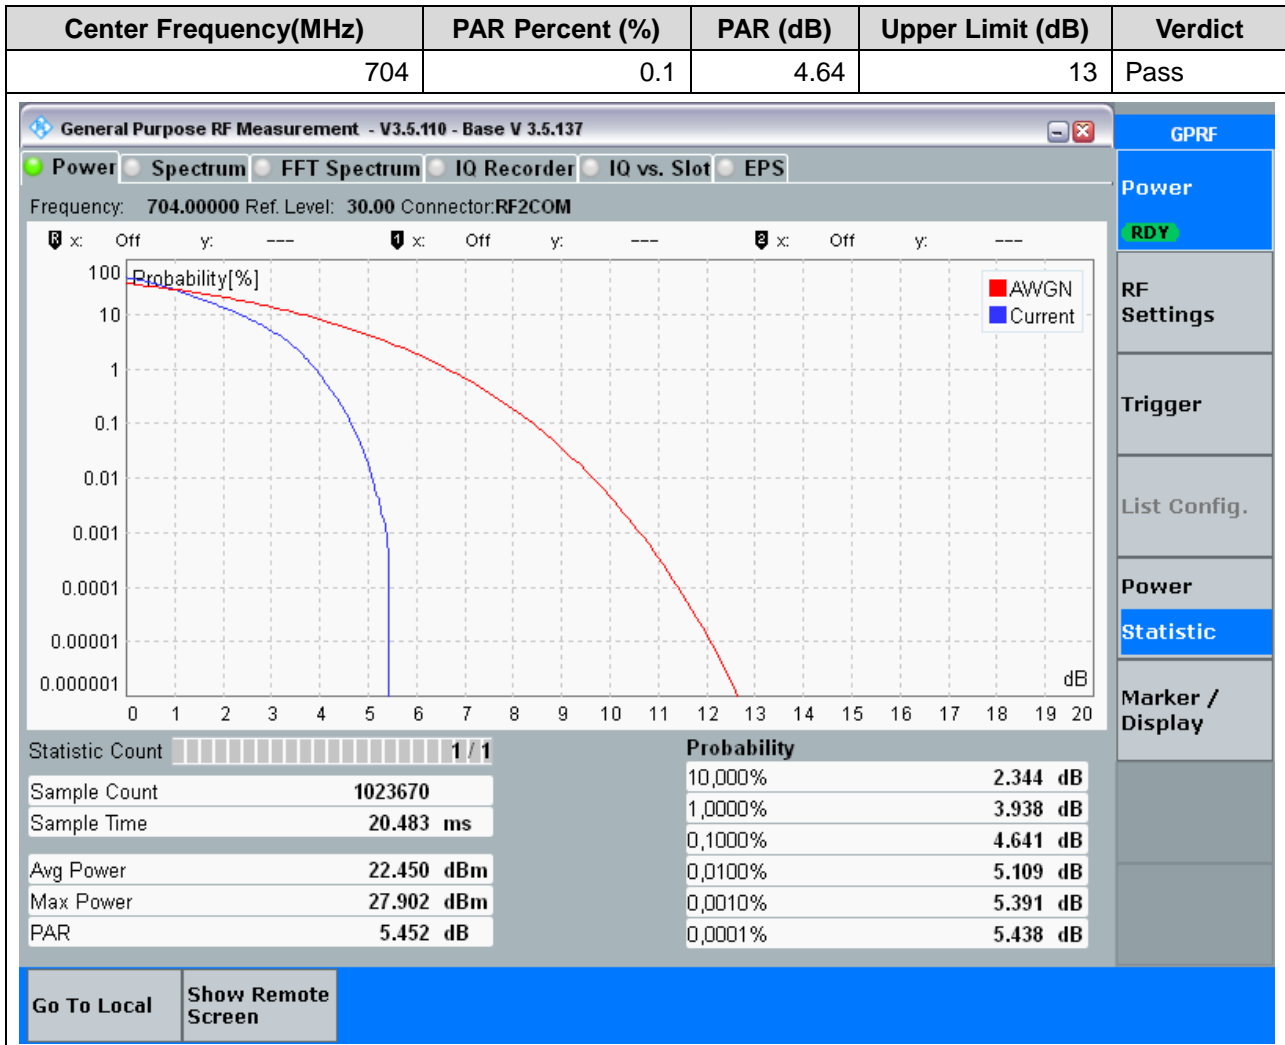 Center Frequency(MHz) PAR Percent (%) PAR (dB) Upper Limit (dB) Verdict
704 0.1 4.64 13 Pass
General Purpose RF Measurement - V3.5.110 - Base V 3.5.137
GPRF
Power Spectrum FFT Spectrum IQ Recorder IQ vs. Slot EPS
Power
RDY
Frequency: 704.00000 Ref. Level: 30.00 Connector:RF2COM
R x: Off y: --- 1 x: Off y: --- 2 x: Off y: ---
Probability[%]
AWGN
Current
100
10
1
0.1
0.01
0.001
0.0001
0.00001
0.000001
dB
0 1 2 3 4 5 6 7 8 9 10 11 12 13 14 15 16 17 18 19 20
RF
Settings
Trigger
List Config.
Power
Statistic
Marker /
Display
Statistic Count 1 / 1
Sample Count 1023670
Sample Time 20.483 ms
Avg Power 22.450 dBm
Max Power 27.902 dBm
PAR 5.452 dB
Probability
10,000% 2.344 dB
1,0000% 3.938 dB
0,1000% 4.641 dB
0,0100% 5.109 dB
0,0010% 5.391 dB
0,0001% 5.438 dB
Go To Local
Show Remote
Screen